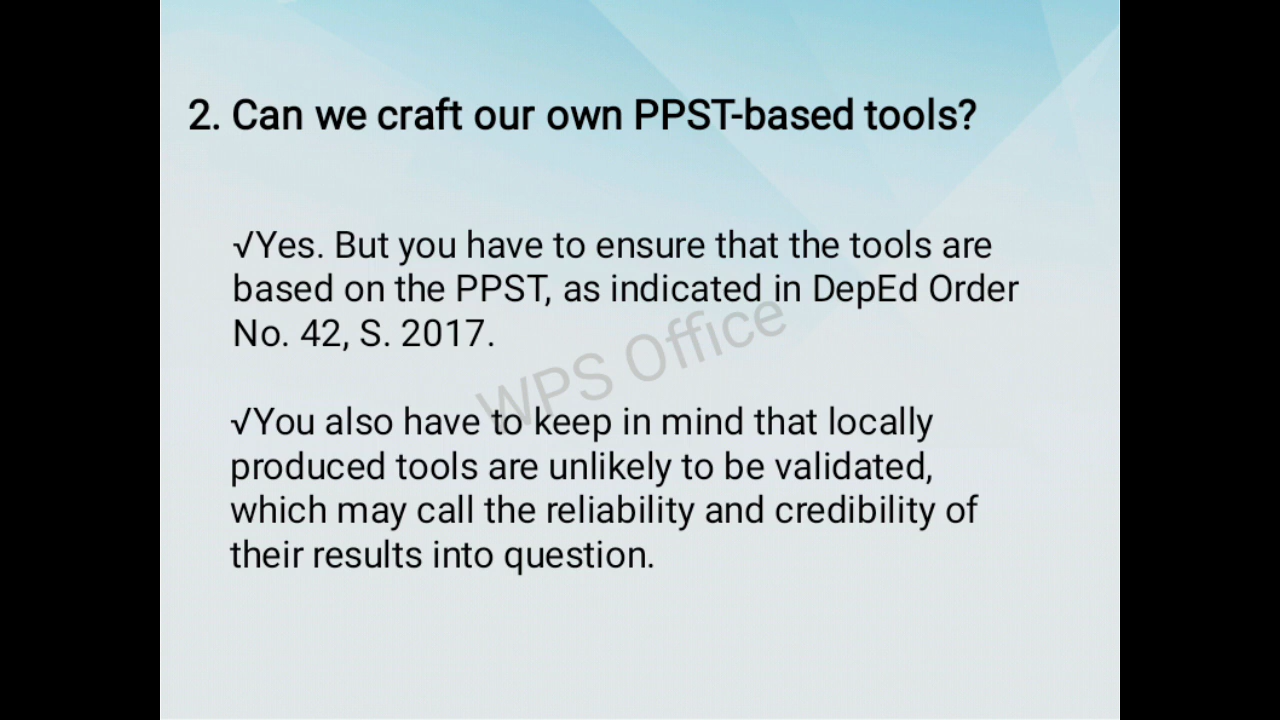 2. Can we craft our own PPST-based tools?
√Yes. But you have to ensure that the tools are
based on the PPST, as indicated in DepEd Order
No. 42, S. 2017.
WPS Office
√You also have to keep in mind that locally
produced tools are unlikely to be validated,
which may call the reliability and credibility of
their results into question.